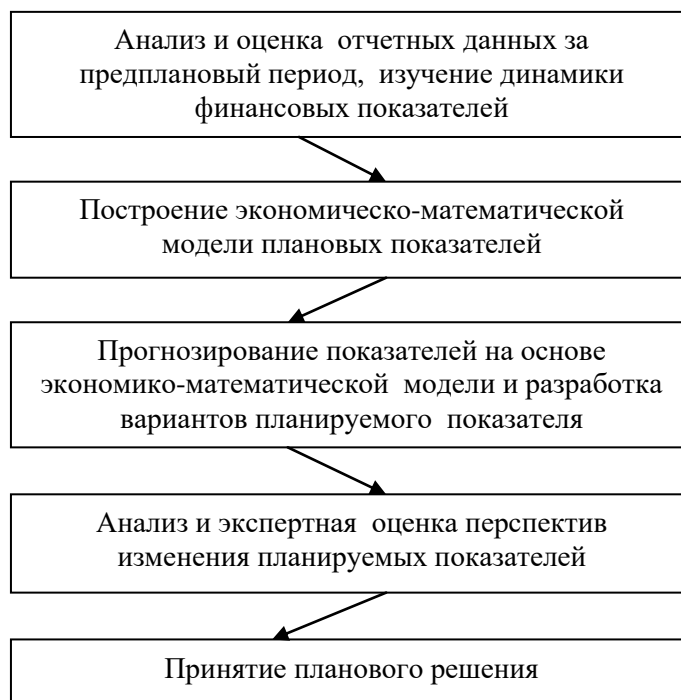 Анализ и оценка отчетных данных за
предплановый период, изучение динамики
финансовых показателей
Построение экономическо-математической
модели плановых показателей
Прогнозирование показателей на основе
экономико-математической модели и разработка
вариантов планируемого показателя
Анализ и экспертная оценка перспектив
изменения планируемых показателей
Принятие планового решения